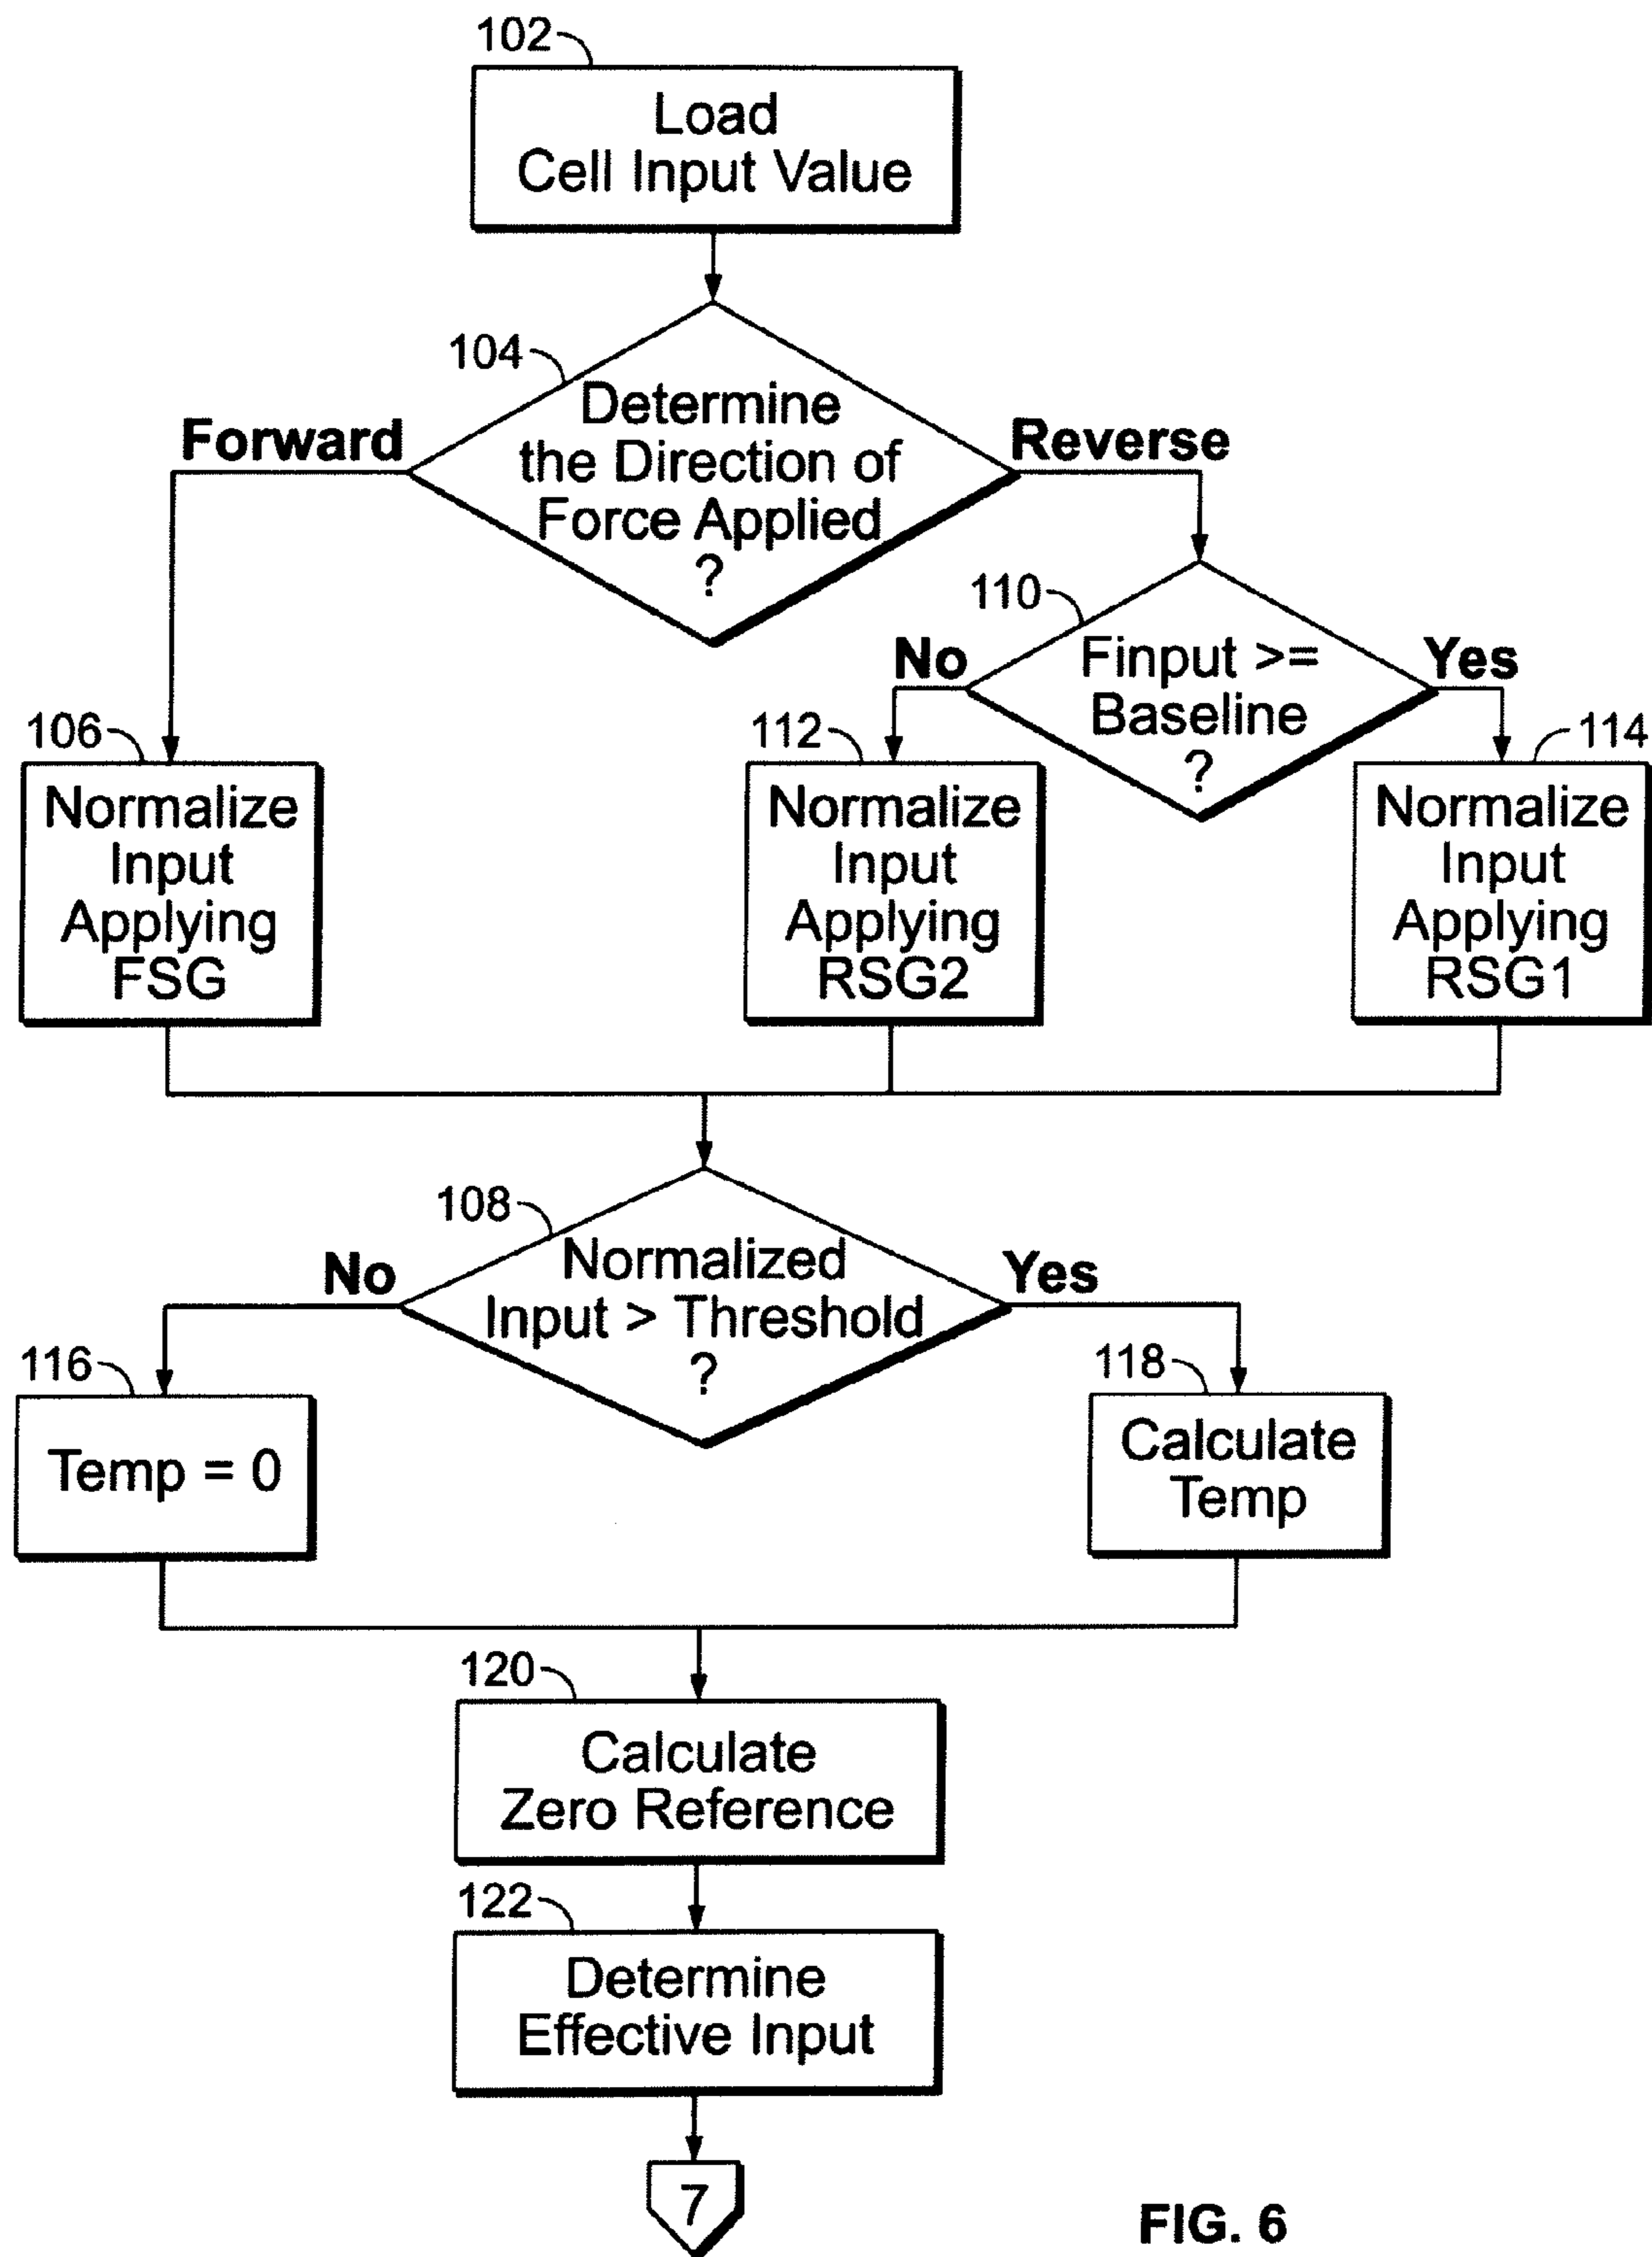 102
Load
Cell Input Value
104
Determine
the Direction of
Force Applied
?
Forward
Reverse
110
Finput >=
Baseline
?
No
Yes
106
Normalize
Input
Applying
FSG
112
Normalize
Input
Applying
RSG2
114
Normalize
Input
Applying
RSG1
108
Normalized
Input > Threshold
?
No
Yes
116
Temp = 0
118
Calculate
Temp
120
Calculate
Zero Reference
122
Determine
Effective Input
7
FIG. 6